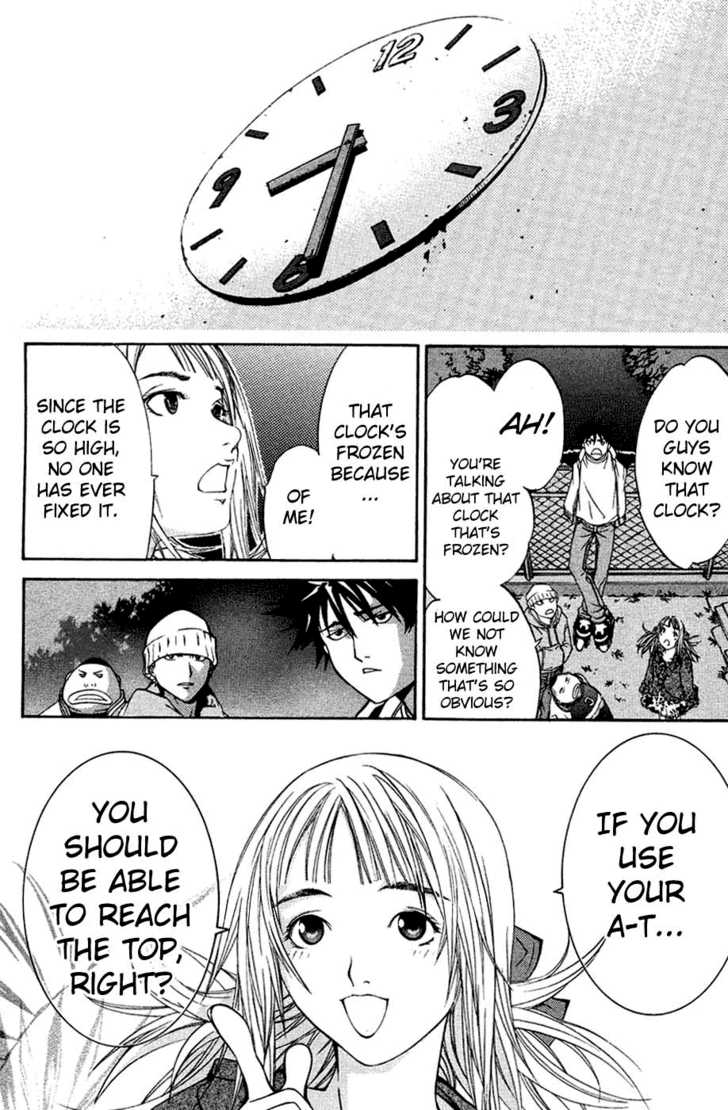 12
3
9
6
DO YOU
GUYS
KNOW
THAT
CLOCK?
AH!
YOU'RE
TALKING
ABOUT THAT
CLOCK
THAT'S
FROZEN?
HOW COULD
WE NOT
KNOW
SOMETHING
THAT'S SO
OBVIOUS?
THAT
CLOCK'S
FROZEN
BECAUSE
...
OF
ME!
SINCE THE
CLOCK IS
SO HIGH,
NO ONE
HAS EVER
FIXED IT.
IF YOU
USE
YOUR
A-T...
YOU
SHOULD
BE ABLE
TO REACH
THE TOP,
RIGHT?